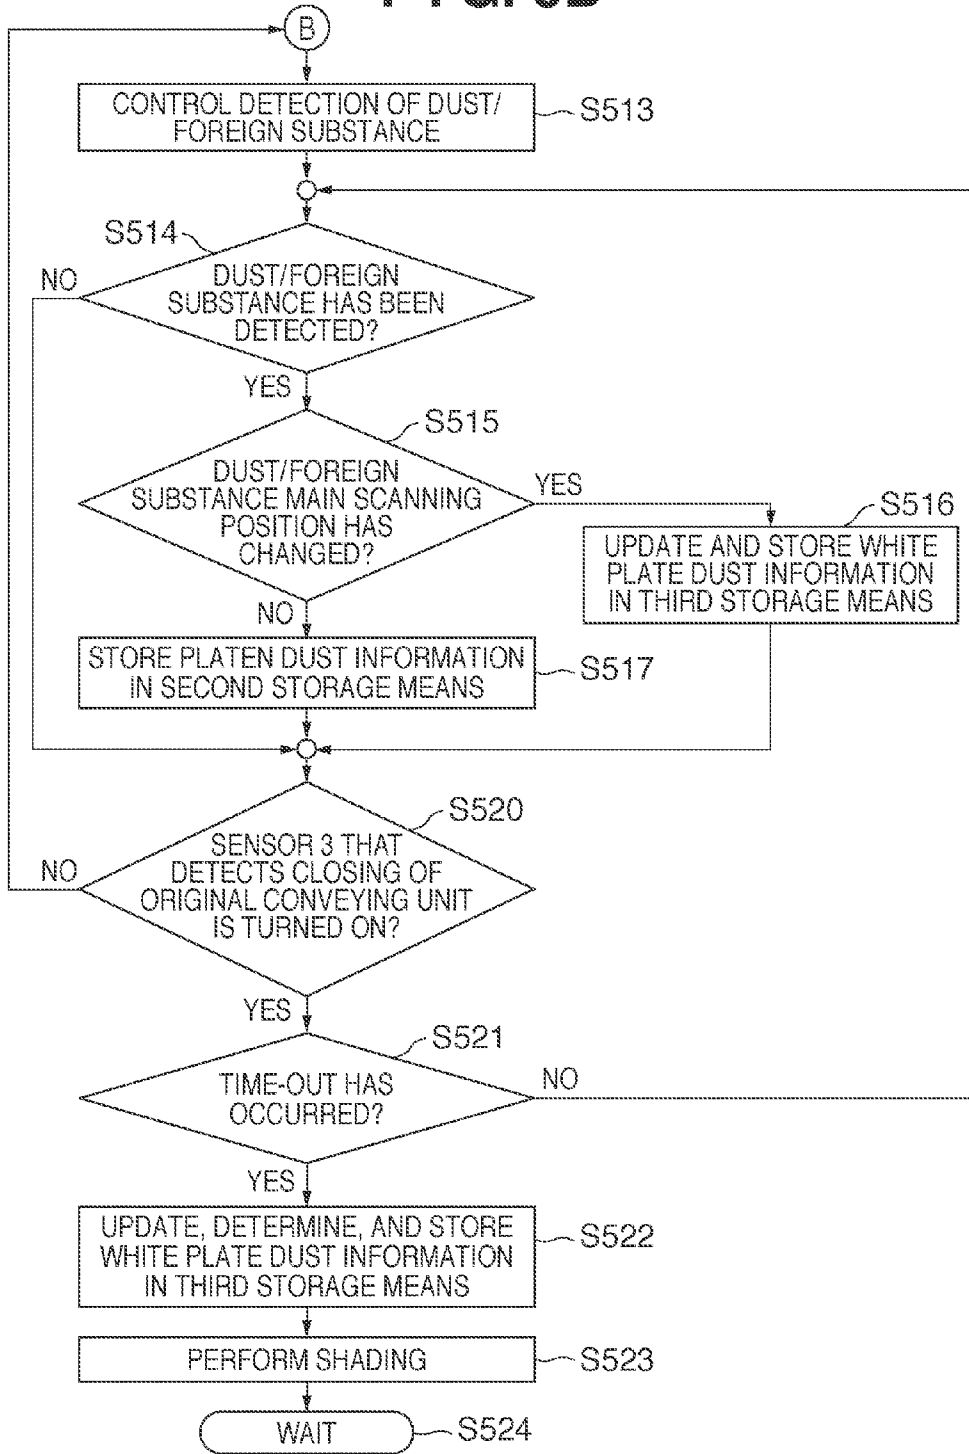 B
CONTROL DETECTION OF DUST/
FOREIGN SUBSTANCE
S513
S514
NO
DUST/FOREIGN
SUBSTANCE HAS BEEN
DETECTED?
YES
S515
DUST/FOREIGN
SUBSTANCE MAIN SCANNING
POSITION HAS
CHANGED?
YES
S516
UPDATE AND STORE WHITE
PLATE DUST INFORMATION
IN THIRD STORAGE MEANS
NO
STORE PLATEN DUST INFORMATION
IN SECOND STORAGE MEANS
S517
S520
NO
SENSOR 3 THAT
DETECTS CLOSING OF
ORIGINAL CONVEYING UNIT
IS TURNED ON?
YES
S521
TIME-OUT HAS
OCCURRED?
NO
YES
UPDATE, DETERMINE, AND STORE
WHITE PLATE DUST INFORMATION
IN THIRD STORAGE MEANS
S522
PERFORM SHADING
S523
WAIT
S524